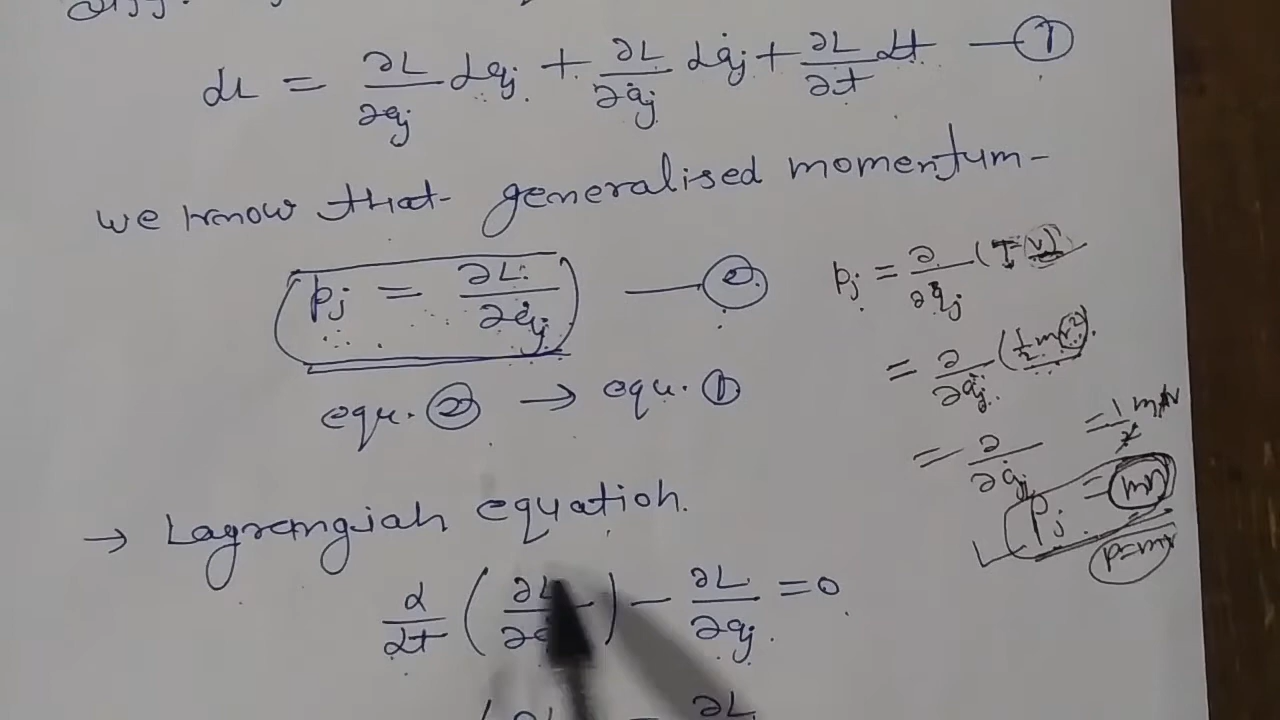 dL = ∂L/∂qj dqj + ∂L/∂q̇j dq̇j + ∂L/∂t dt — ①
we know that generalised momentum-
pj = ∂L/∂q̇j — ②
equ. ② → equ. ①
→ Lagrangian equation.
d/dt ( ∂L/∂q̇j ) - ∂L/∂qj = 0
∂L = ∂L
pj = ∂/∂q̇j (T-V)
= ∂/∂q̇j (1/2 mv²)
= ∂/∂q̇j
pj = mv
p=mv